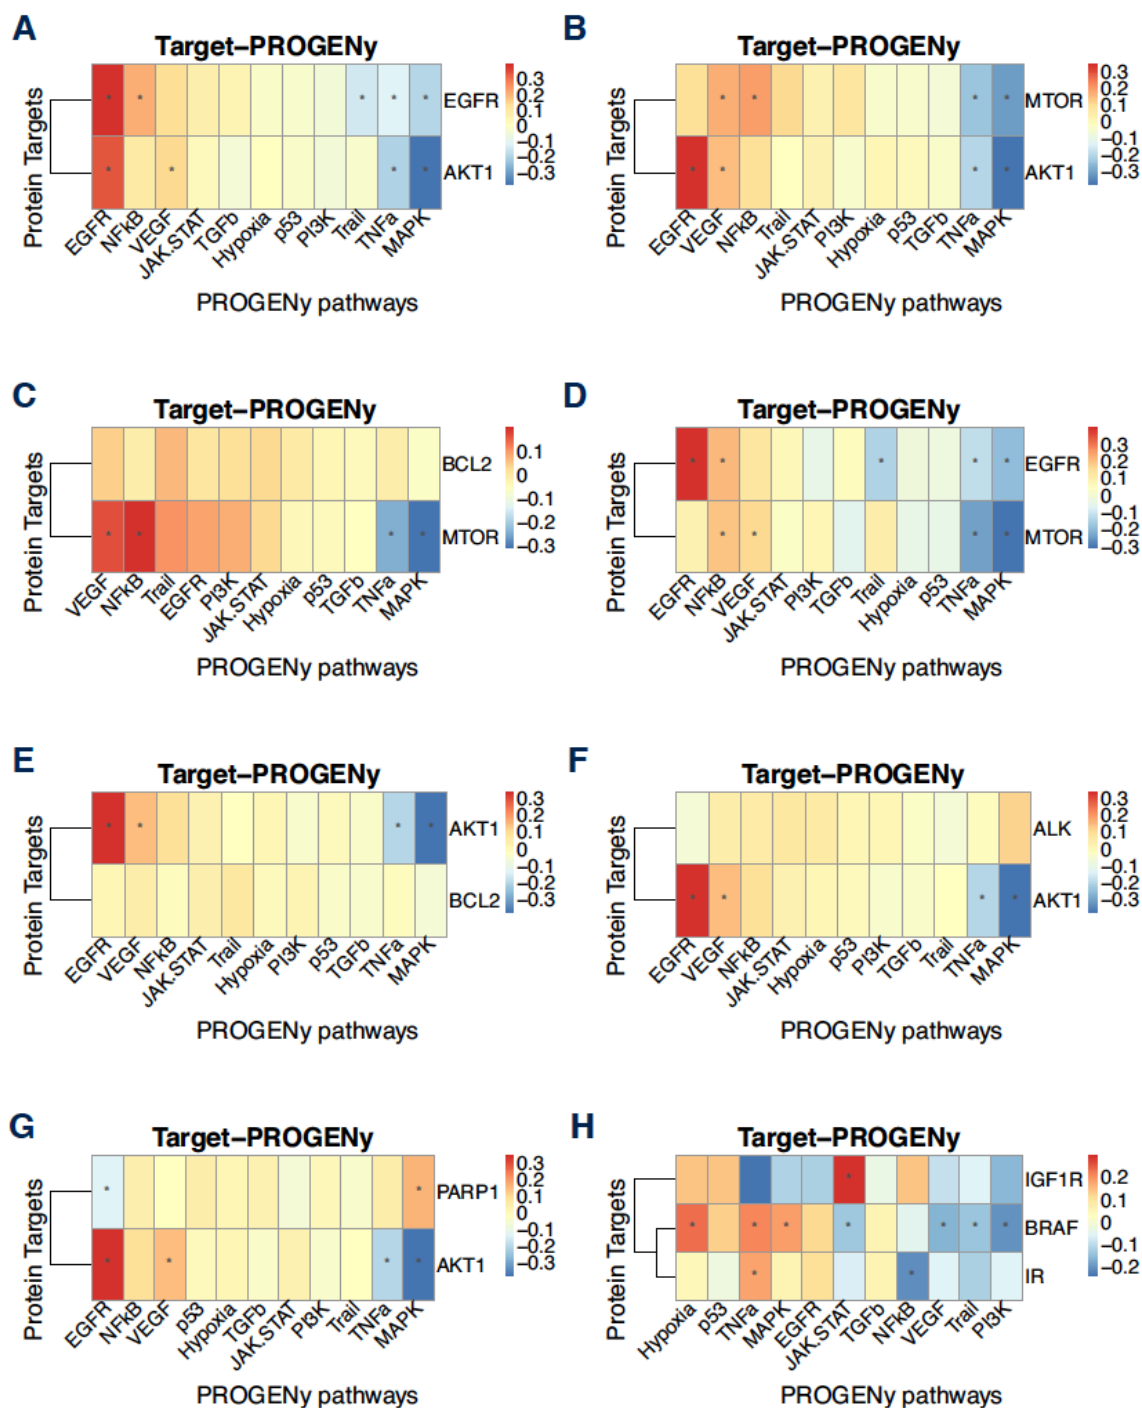 A
Target–PROGENy
Protein Targets
* * * * *
EGFR
* * * *
AKT1
EGFR NFkB VEGF JAK.STAT TGFb Hypoxia p53 PI3K Trail TNFa MAPK
PROGENy pathways
0.3
0.2
0.1
0
−0.1
−0.2
−0.3
B
Target–PROGENy
Protein Targets
* * * *
MTOR
* * * *
AKT1
EGFR VEGF NFkB Trail JAK.STAT PI3K Hypoxia p53 TGFb TNFa MAPK
PROGENy pathways
0.3
0.2
0.1
0
−0.1
−0.2
−0.3
C
Target–PROGENy
Protein Targets
BCL2
* * * *
MTOR
VEGF NFkB Trail EGFR PI3K JAK.STAT Hypoxia p53 TGFb TNFa MAPK
PROGENy pathways
0.1
0
−0.1
−0.2
−0.3
D
Target–PROGENy
Protein Targets
* * * * *
EGFR
* * * *
MTOR
EGFR NFkB VEGF JAK.STAT PI3K TGFb Trail Hypoxia p53 TNFa MAPK
PROGENy pathways
0.3
0.2
0.1
0
−0.1
−0.2
−0.3
E
Target–PROGENy
Protein Targets
* * * *
AKT1
BCL2
EGFR VEGF NFkB JAK.STAT Trail Hypoxia PI3K p53 TGFb TNFa MAPK
PROGENy pathways
0.3
0.2
0.1
0
−0.1
−0.2
−0.3
F
Target–PROGENy
Protein Targets
ALK
* * * *
AKT1
EGFR VEGF NFkB JAK.STAT Hypoxia p53 PI3K TGFb Trail TNFa MAPK
PROGENy pathways
0.3
0.2
0.1
0
−0.1
−0.2
−0.3
G
Target–PROGENy
Protein Targets
* *
PARP1
* * * *
AKT1
EGFR NFkB VEGF p53 Hypoxia TGFb JAK.STAT PI3K Trail TNFa MAPK
PROGENy pathways
0.3
0.2
0.1
0
−0.1
−0.2
−0.3
H
Target–PROGENy
Protein Targets
*
IGF1R
* * * * * * *
BRAF
* *
IR
Hypoxia p53 TNFa MAPK EGFR JAK.STAT TGFb NFkB VEGF Trail PI3K
PROGENy pathways
0.2
0.1
0
−0.1
−0.2